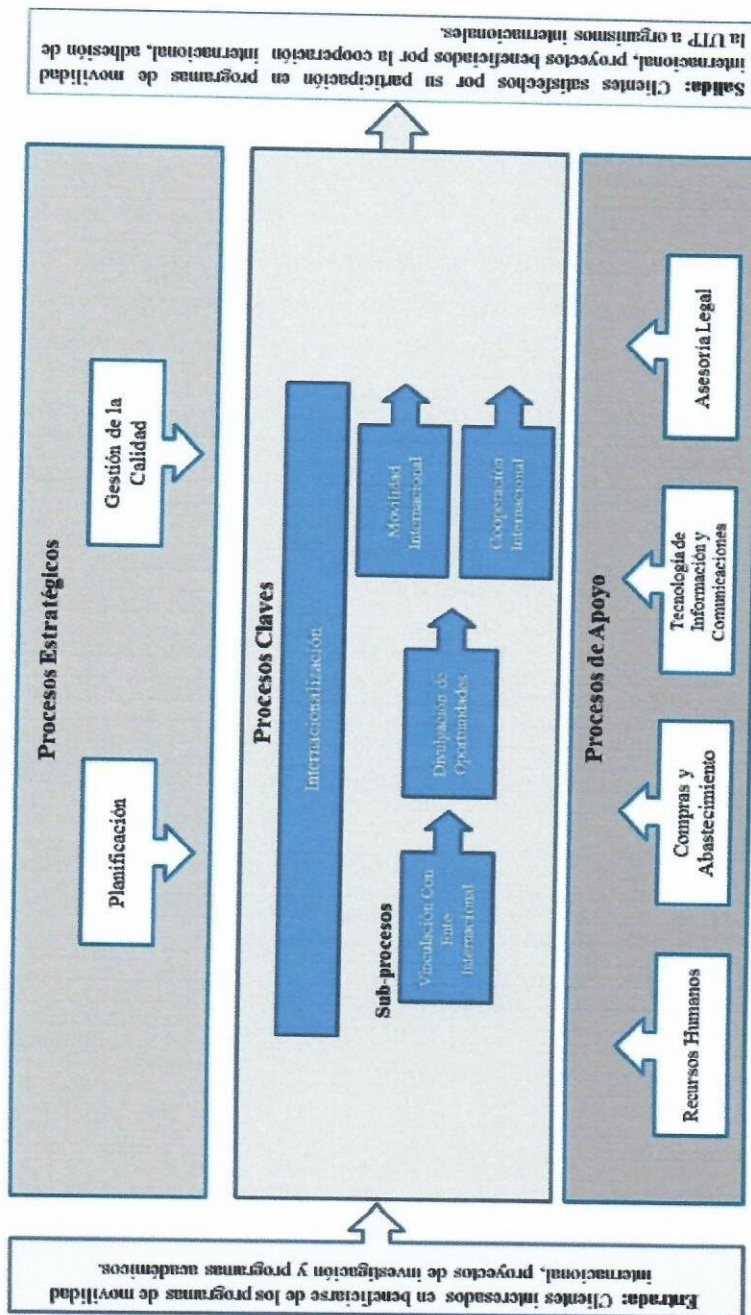 Entrada: Clientes interesados en beneficiarse de los programas de movilidad
internacional, proyectos de investigación y programas académicos.
Procesos Estratégicos
Planificación
Gestión de la
Calidad
Procesos Claves
Internacionalización
Sub-procesos
Vinculación Con
Ente
Internacional
Divulgación de
Oportunidades
Movilidad
Internacional
Cooperación
Internacional
Procesos de Apoyo
Recursos Humanos
Compras y
Abastecimiento
Tecnología de
Información y
Comunicaciones
Asesoría Legal
Salida: Clientes satisfechos por su participación en programas de movilidad
internacional, proyectos beneficiados por la cooperación internacional, adhesión de
la UTP a organismos internacionales.